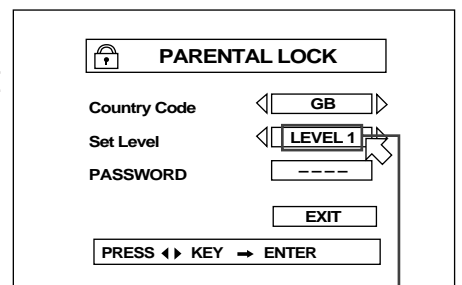 PARENTAL LOCK
Country Code ◁ GB ▷
Set Level ◁ LEVEL 1 ▷
PASSWORD – – – –
EXIT
PRESS ◀ ▶ KEY ➞ ENTER